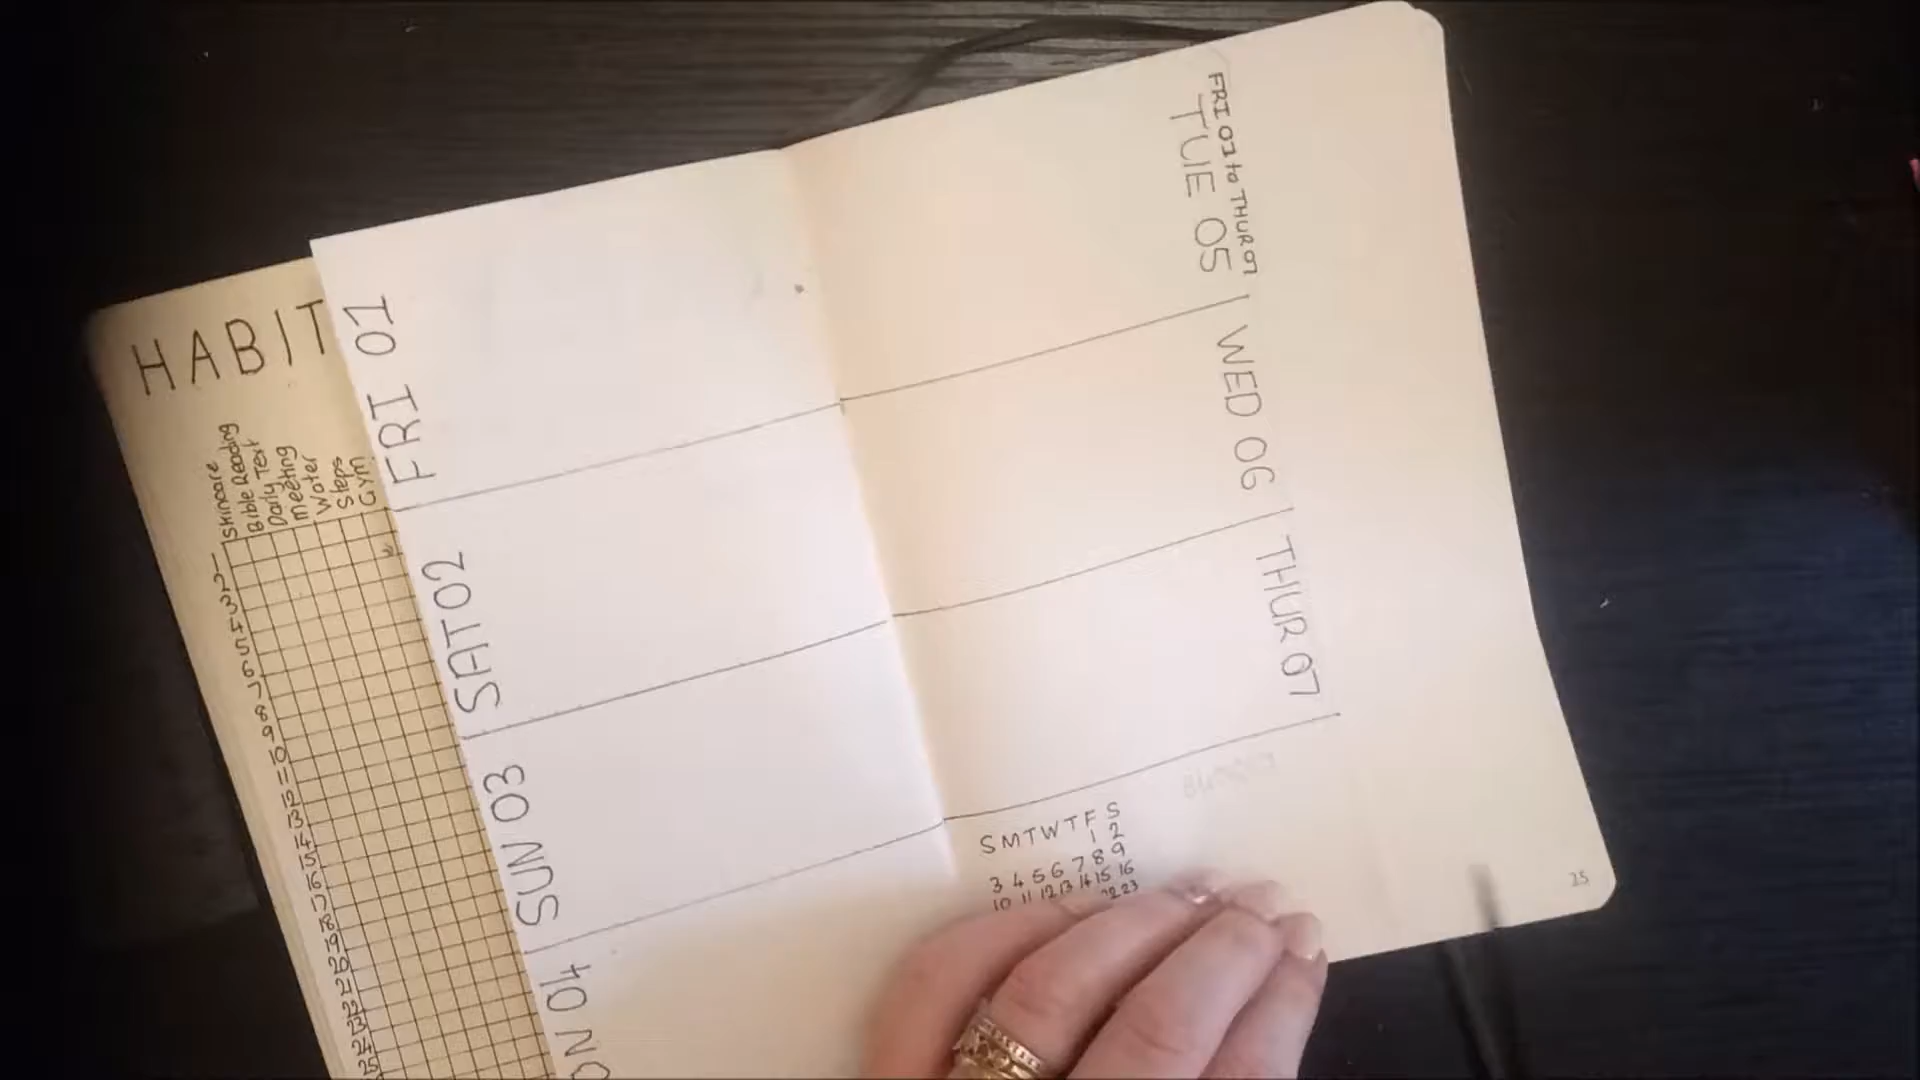 HABIT
Skincare
Bible Reading
Daily Text
Meeting
Water
Steps
Gym
1
2
3
4
5
6
7
8
9
10
11
12
13
14
15
16
17
18
19
20
21
22
23
24
25
FRI 01
SAT 02
SUN 03
ON 04
FRI 01 to THUR 07
TUE 05
WED 06
THUR 07
S M T W T F S
1 2
3 4 5 6 7 8 9
10 11 12 13 14 15 16
22 23
25